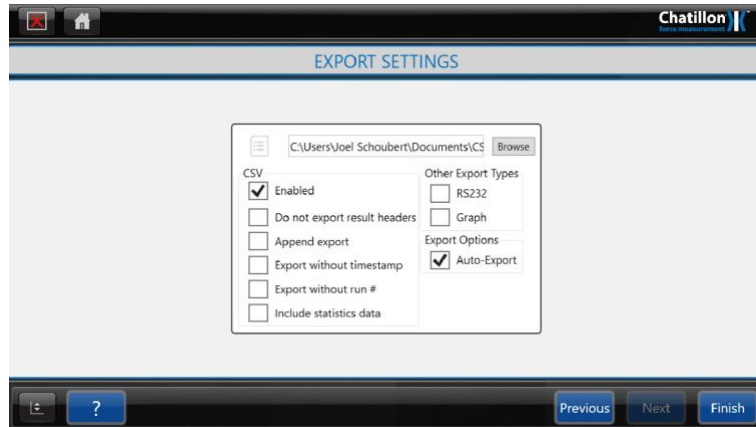 Chatillon
force measurement
EXPORT SETTINGS
C:\Users\Joel Schoubert\Documents\CS
Browse
CSV
Enabled
Do not export result headers
Append export
Export without timestamp
Export without run #
Include statistics data
Other Export Types
RS232
Graph
Export Options
Auto-Export
?
Previous
Next
Finish